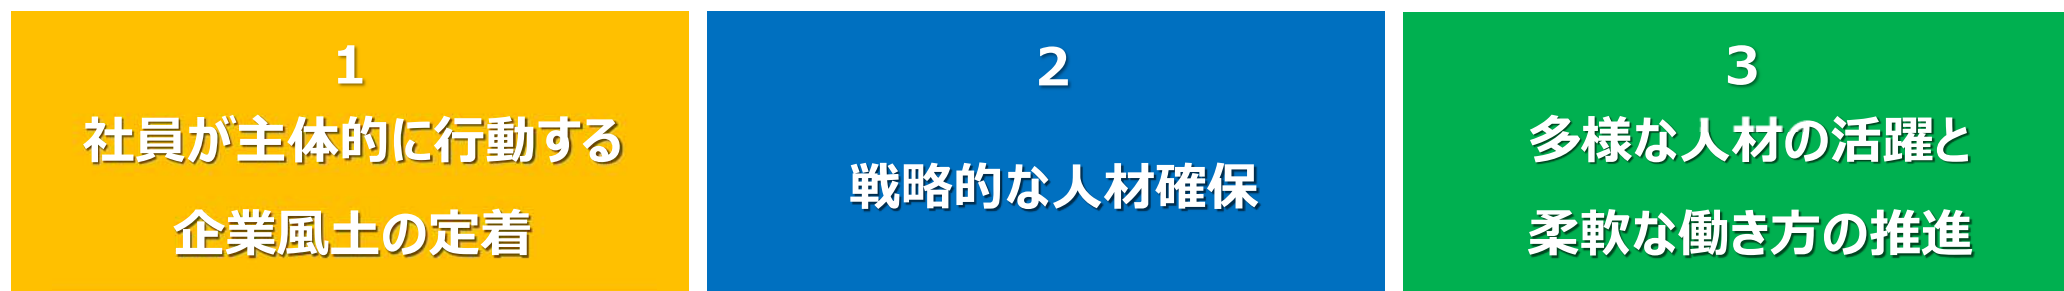 1
社員が主体的に行動する
企業風土の定着
2
戦略的な人材確保
3
多様な人材の活躍と
柔軟な働き方の推進